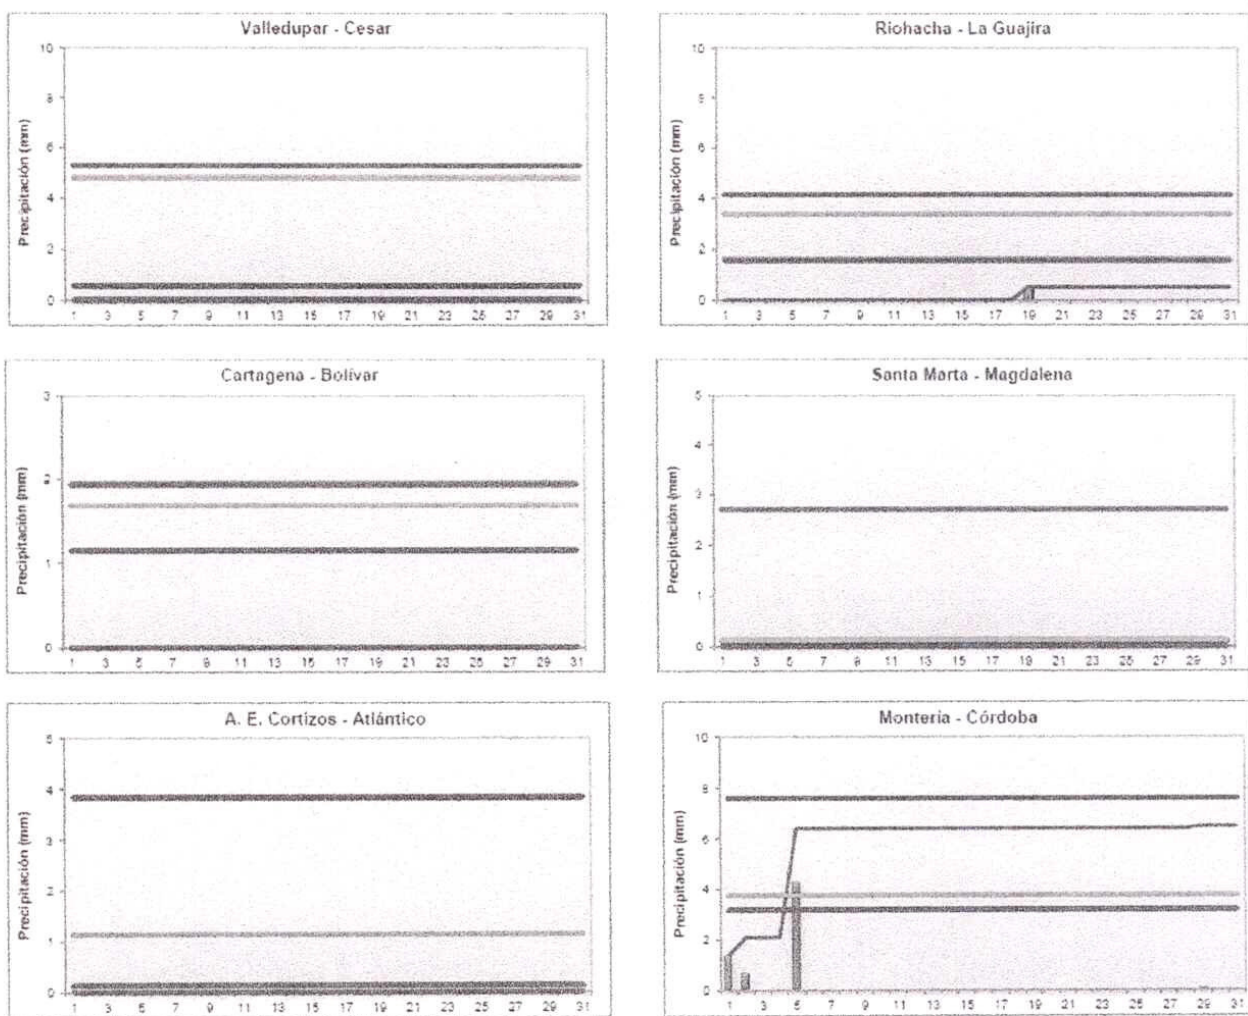 Valledupar - Cesar
Precipitación (mm)
10
8
6
4
2
0
1 3 5 7 9 11 13 15 17 19 21 23 25 27 29 31
Riohacha - La Guajira
Precipitación (mm)
10
8
6
4
2
0
1 3 5 7 9 11 13 15 17 19 21 23 25 27 29 31
Cartagena - Bolívar
Precipitación (mm)
3
2
1
0
1 3 5 7 9 11 13 15 17 19 21 23 25 27 29 31
Santa Marta - Magdalena
Precipitación (mm)
5
4
3
2
1
0
1 3 5 7 9 11 13 15 17 19 21 23 25 27 29 31
A. E. Cortizos - Atlántico
Precipitación (mm)
5
4
3
2
1
0
1 3 5 7 9 11 13 15 17 19 21 23 25 27 29 31
Montería - Córdoba
Precipitación (mm)
10
8
6
4
2
0
1 3 5 7 9 11 13 15 17 19 21 23 25 27 29 31